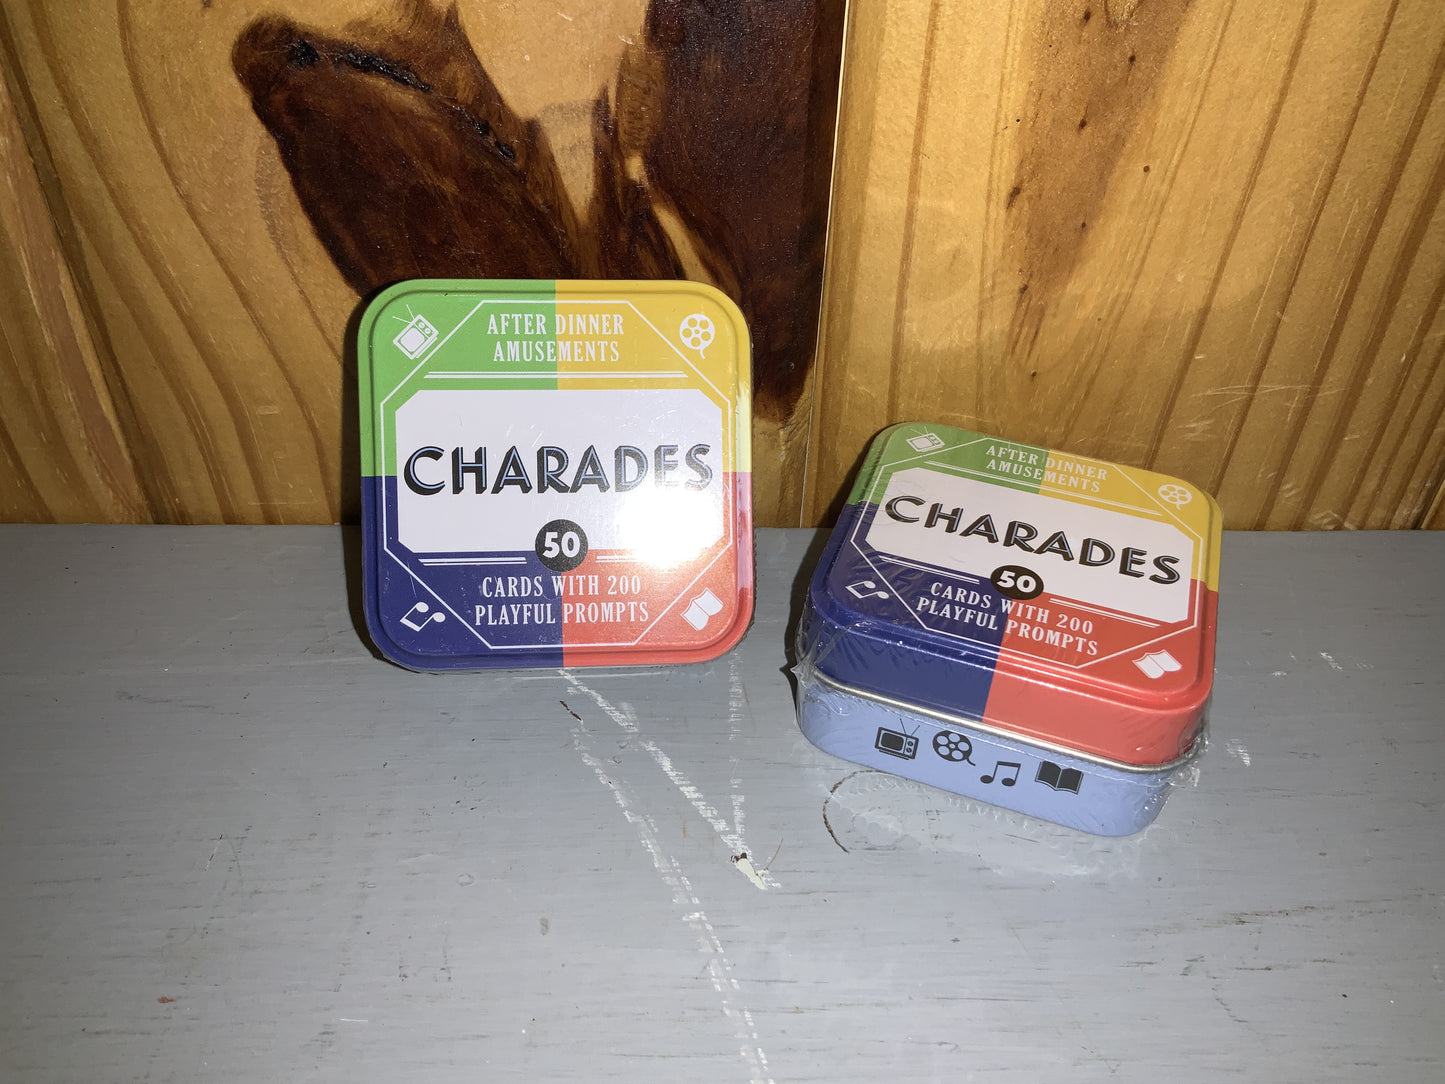 AFTER DINNER
AMUSEMENTS
CHARADES
50
CARDS WITH 200
PLAYFUL PROMPTS
AFTER DINNER
AMUSEMENTS
CHARADES
50
CARDS WITH 200
PLAYFUL PROMPTS